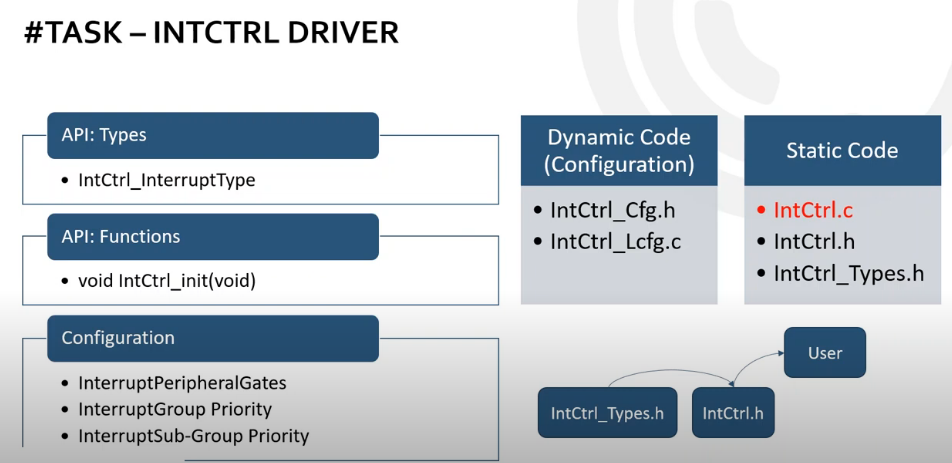 #TASK – INTCTRL DRIVER
API: Types
• IntCtrl_InterruptType
API: Functions
• void IntCtrl_init(void)
Configuration
• InterruptPeripheralGates
• InterruptGroup Priority
• InterruptSub-Group Priority
Dynamic Code
(Configuration)
• IntCtrl_Cfg.h
• IntCtrl_Lcfg.c
Static Code
• IntCtrl.c
• IntCtrl.h
• IntCtrl_Types.h
User
IntCtrl_Types.h
IntCtrl.h